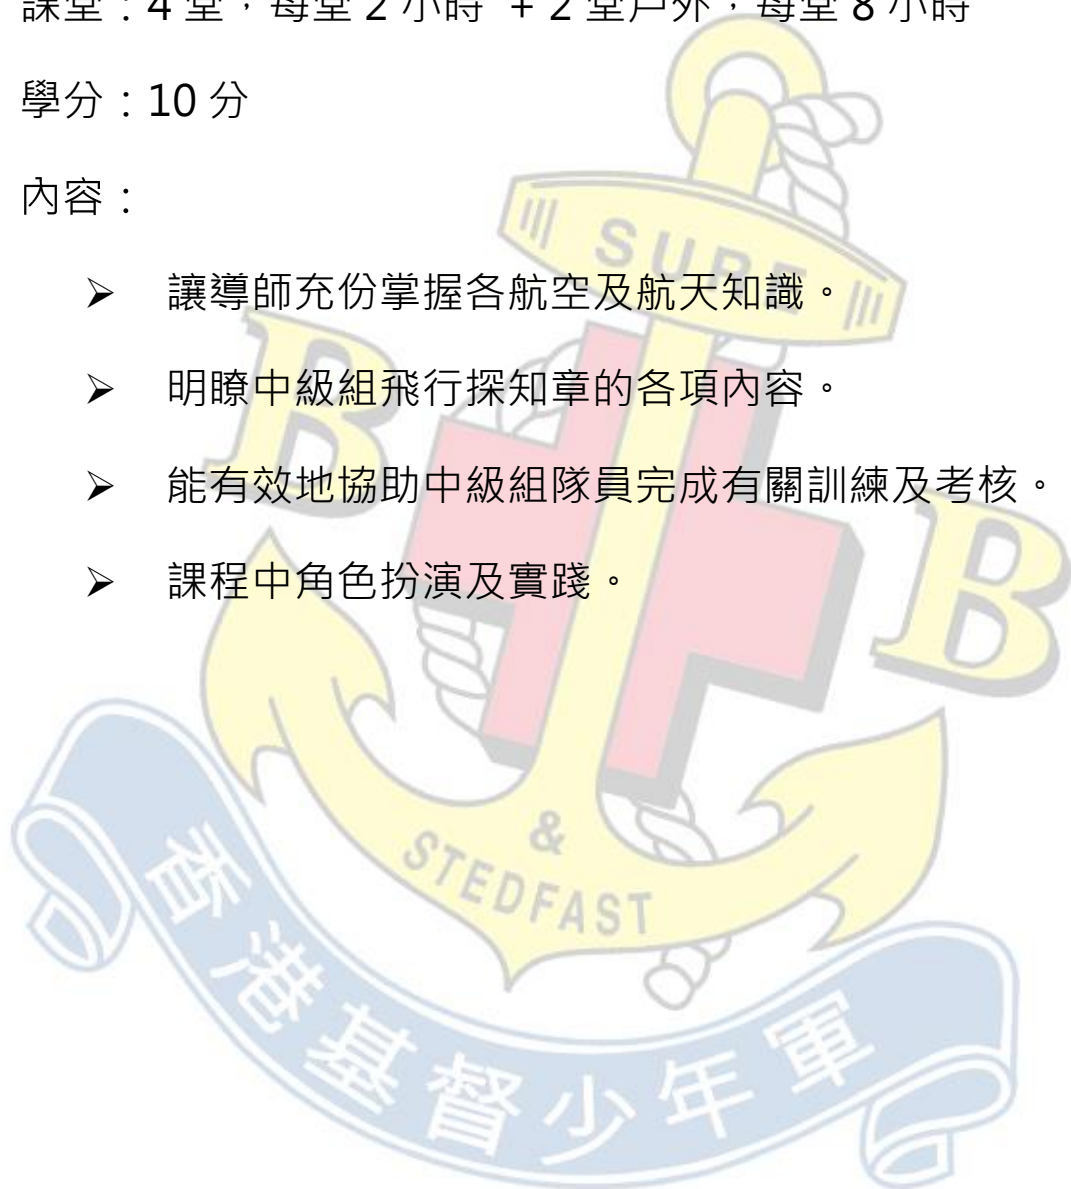 課堂：4 堂，每堂 2 小時 + 2 堂戶外，每堂 8 小時
學分：10 分
內容：
➢ 讓導師充份掌握各航空及航天知識。
➢ 明瞭中級組飛行探知章的各項內容。
➢ 能有效地協助中級組隊員完成有關訓練及考核。
➢ 課程中角色扮演及實踐。
SURE
B
B
&
STEDFAST
香港基督少年軍